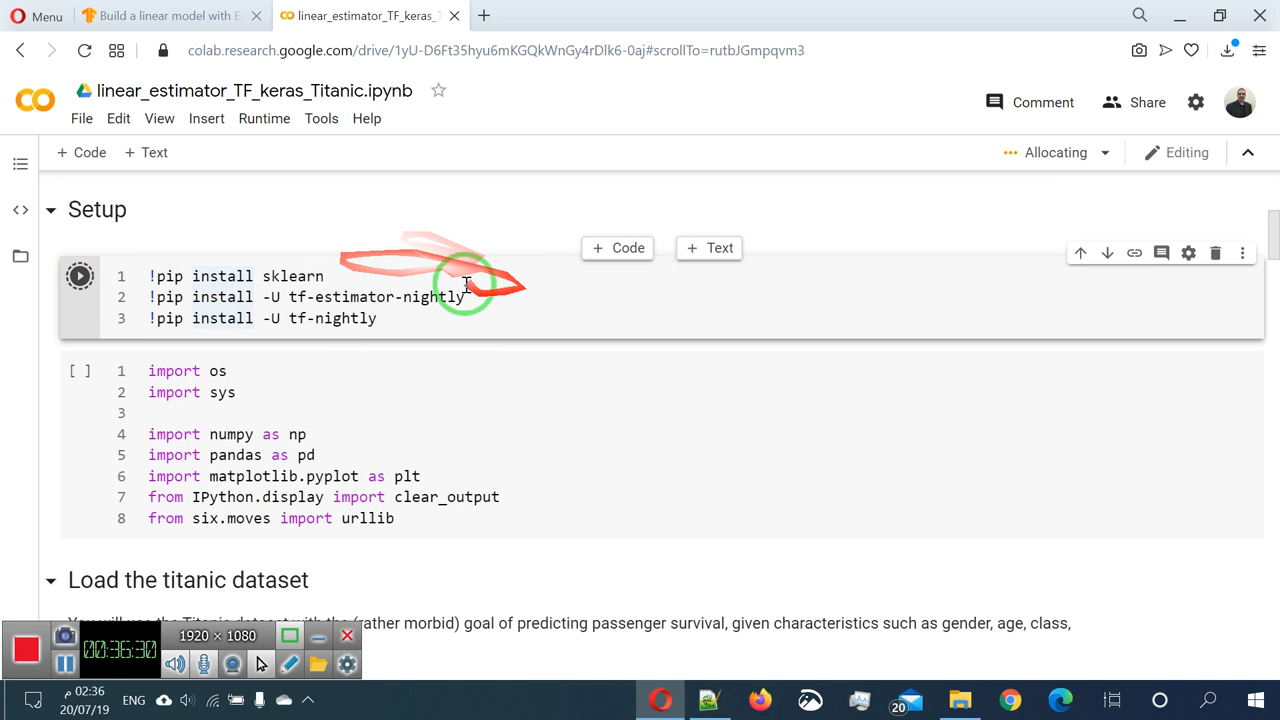 Menu
Build a linear model with Es
linear_estimator_TF_keras_T
colab.research.google.com/drive/1yU-D6Ft35hyu6mKGQkWnGy4rDlk6-0aj#scrollTo=rutbJGmpqvm3
linear_estimator_TF_keras_Titanic.ipynb
File Edit View Insert Runtime Tools Help
Comment
Share
+ Code + Text
Allocating
Editing
Setup
+ Code + Text
1 !pip install sklearn
2 !pip install -U tf-estimator-nightly
3 !pip install -U tf-nightly
[ ] 1 import os
2 import sys
3
4 import numpy as np
5 import pandas as pd
6 import matplotlib.pyplot as plt
7 from IPython.display import clear_output
8 from six.moves import urllib
Load the titanic dataset
(rather morbid) goal of predicting passenger survival, given characteristics such as gender, age, class,
1920 × 1080
00:36:30
ENG
02:36 م
20/07/19
20